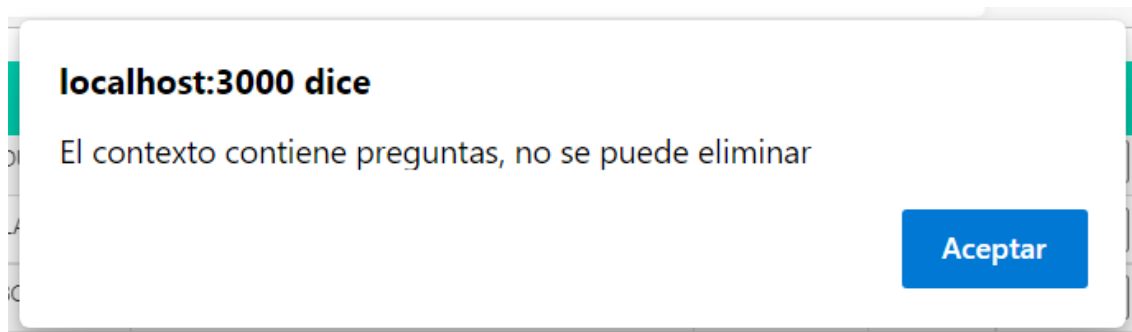 localhost:3000 dice
El contexto contiene preguntas, no se puede eliminar
Aceptar